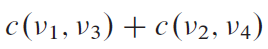 c(ν₁, ν₃) + c(ν₂, ν₄)